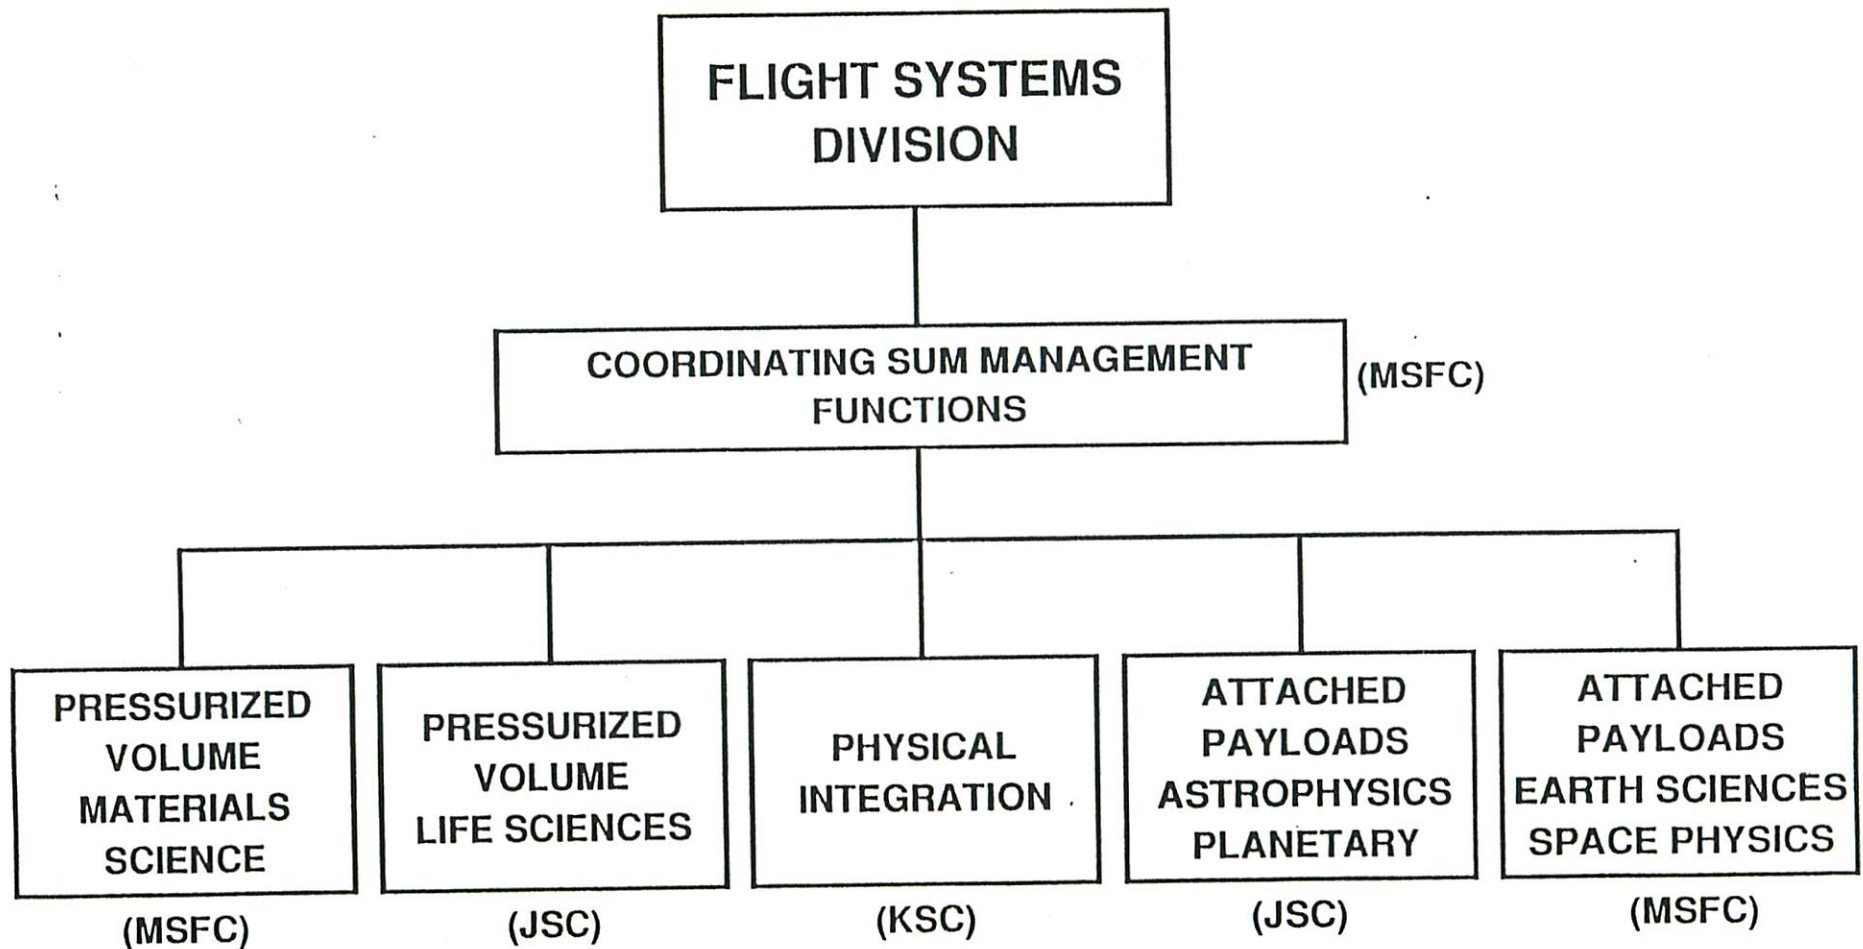 FLIGHT SYSTEMS
DIVISION
COORDINATING SUM MANAGEMENT
FUNCTIONS
(MSFC)
PRESSURIZED
VOLUME
MATERIALS
SCIENCE
(MSFC)
PRESSURIZED
VOLUME
LIFE SCIENCES
(JSC)
PHYSICAL
INTEGRATION
(KSC)
ATTACHED
PAYLOADS
ASTROPHYSICS
PLANETARY
(JSC)
ATTACHED
PAYLOADS
EARTH SCIENCES
SPACE PHYSICS
(MSFC)